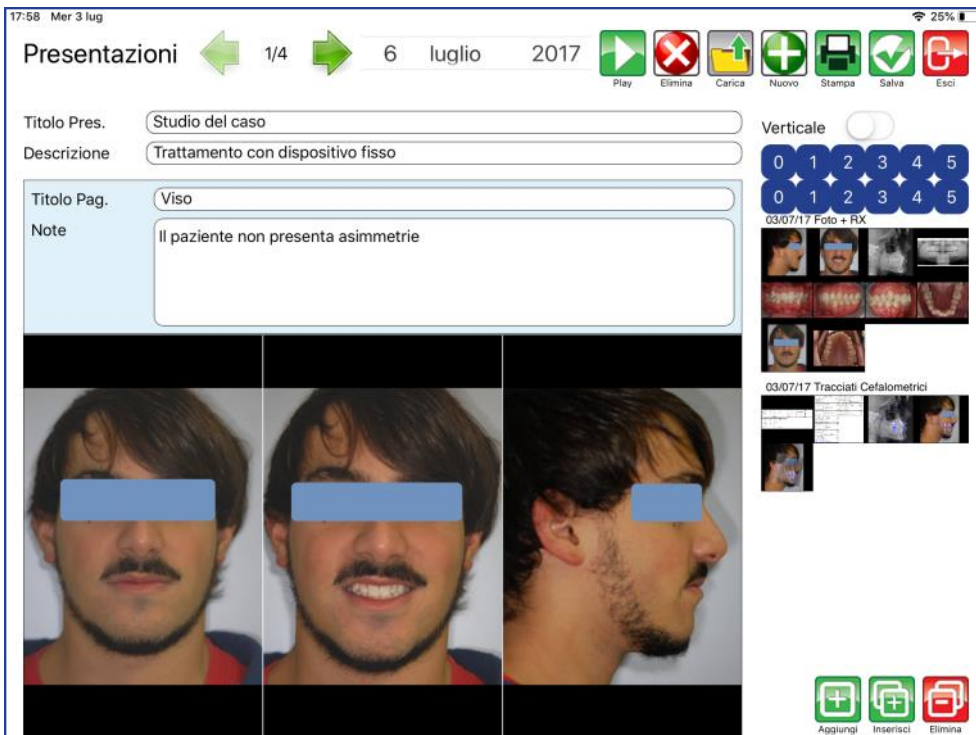 17:58 Mer 3 lug
25%
Presentazioni 1/4 6 luglio 2017
Play Elimina Carica Nuovo Stampa Salva Esci
Titolo Pres. Studio del caso
Descrizione Trattamento con dispositivo fisso
Titolo Pag. Viso
Note Il paziente non presenta asimmetrie
Verticale
0 1 2 3 4 5
0 1 2 3 4 5
03/07/17 Foto + RX
03/07/17 Tracciati Cefalometrici
Aggiungi Inserisci Elimina